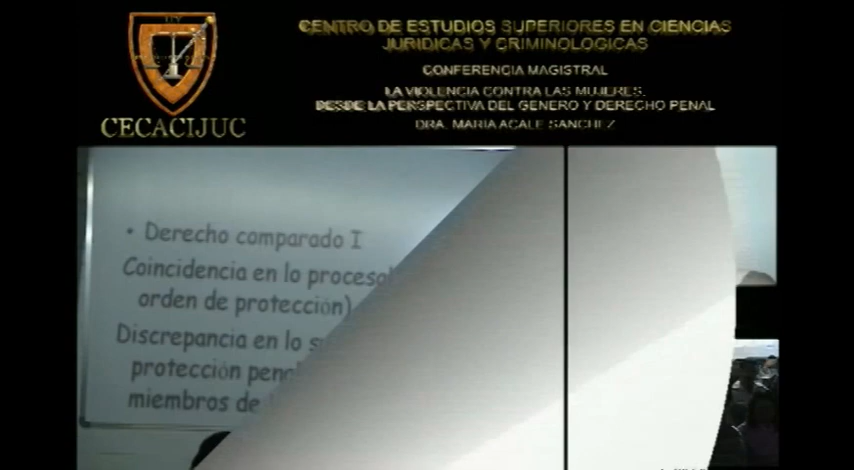 CENTRO DE ESTUDIOS SUPERIORES EN CIENCIAS
JURIDICAS Y CRIMINOLOGICAS
CONFERENCIA MAGISTRAL
LA VIOLENCIA CONTRA LAS MUJERES.
DESDE LA PERSPECTIVA DEL GENERO Y DERECHO PENAL
DRA. MARIA ACALE SANCHEZ
CECACIJUC
• Derecho comparado I
Coincidencia en lo procesal
orden de protección)
Discrepancia en lo
protección pen
miembros de